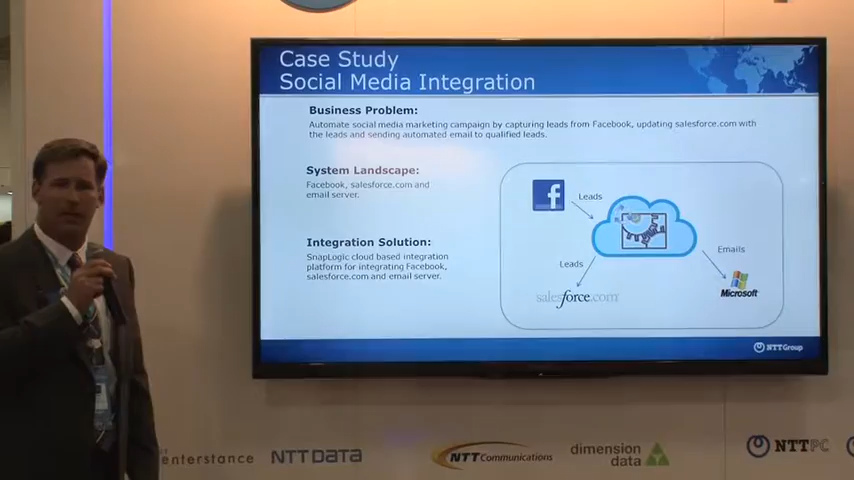 Case Study
Social Media Integration
Business Problem:
Automate social media marketing campaign by capturing leads from Facebook, updating salesforce.com with
the leads and sending automated email to qualified leads.
System Landscape:
Facebook, salesforce.com and
email server.
Integration Solution:
SnapLogic cloud based integration
platform for integrating Facebook,
salesforce.com and email server.
f
Leads
Leads
Emails
salesforce.com
Microsoft
NTTGroup
enterstance
NTT DATA
NTT Communications
dimension
data
NTT PC